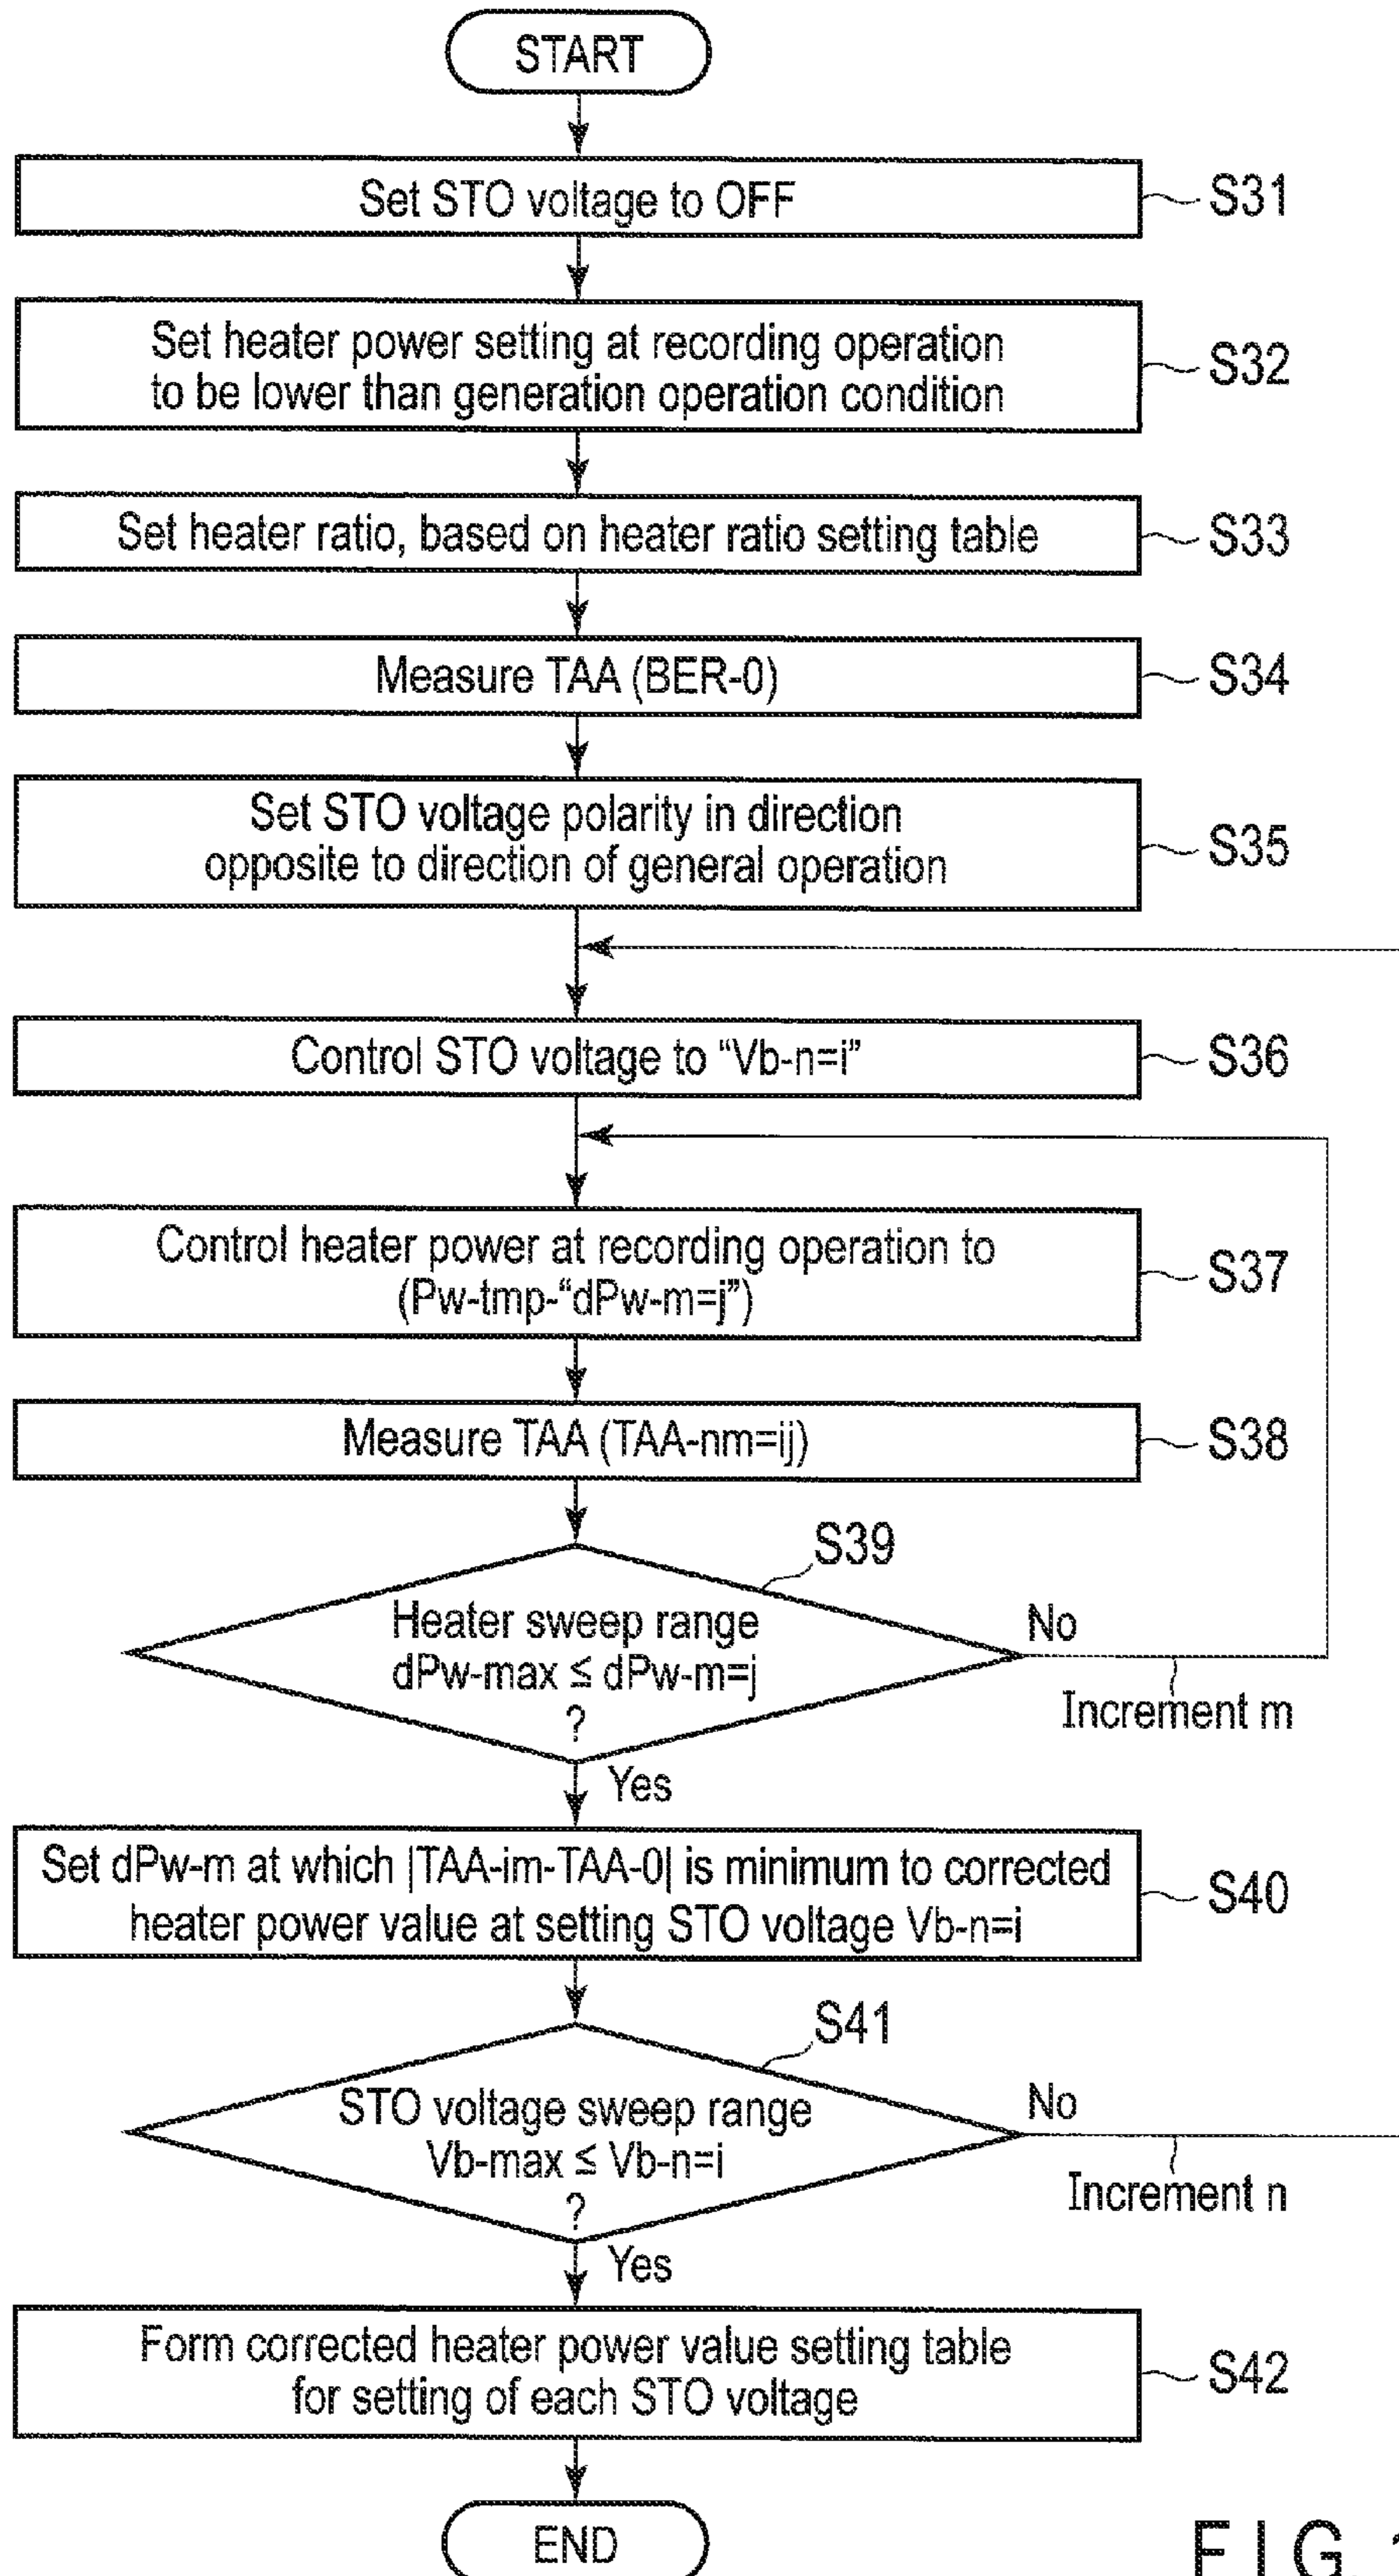 START
Set STO voltage to OFF
S31
Set heater power setting at recording operation
to be lower than generation operation condition
S32
Set heater ratio, based on heater ratio setting table
S33
Measure TAA (BER-0)
S34
Set STO voltage polarity in direction
opposite to direction of general operation
S35
Control STO voltage to “Vb-n=i”
S36
Control heater power at recording operation to
(Pw-tmp-“dPw-m=j”)
S37
Measure TAA (TAA-nm=ij)
S38
S39
Heater sweep range
dPw-max ≤ dPw-m=j
?
No
Increment m
Yes
Set dPw-m at which |TAA-im-TAA-0| is minimum to corrected
heater power value at setting STO voltage Vb-n=i
S40
S41
STO voltage sweep range
Vb-max ≤ Vb-n=i
?
No
Increment n
Yes
Form corrected heater power value setting table
for setting of each STO voltage
S42
END
FIG.